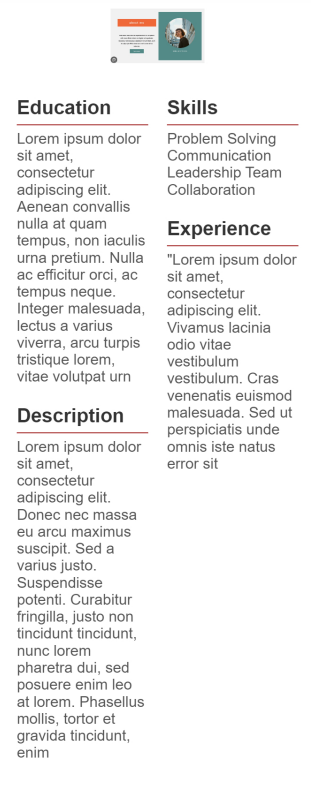 Education
Lorem ipsum dolor
sit amet,
consectetur
adipiscing elit.
Aenean convallis
nulla at quam
tempus, non iaculis
urna pretium. Nulla
ac efficitur orci, ac
tempus neque.
Integer malesuada,
lectus a varius
viverra, arcu turpis
tristique lorem,
vitae volutpat urn
Description
Lorem ipsum dolor
sit amet,
consectetur
adipiscing elit.
Donec nec massa
eu arcu maximus
suscipit. Sed a
varius justo.
Suspendisse
potenti. Curabitur
fringilla, justo non
tincidunt tincidunt,
nunc lorem
pharetra dui, sed
posuere enim leo
at lorem. Phasellus
mollis, tortor et
gravida tincidunt,
enim
Skills
Problem Solving
Communication
Leadership Team
Collaboration
Experience
"Lorem ipsum dolor
sit amet,
consectetur
adipiscing elit.
Vivamus lacinia
odio vitae
vestibulum
vestibulum. Cras
venenatis euismod
malesuada. Sed ut
perspiciatis unde
omnis iste natus
error sit